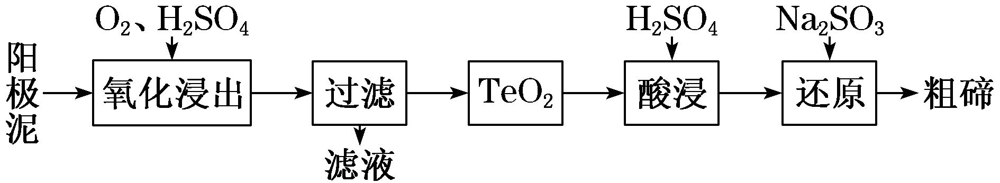 O₂、H₂SO₄
H₂SO₄
Na₂SO₃
阳极泥
氧化浸出
过滤
TeO₂
酸浸
还原
粗碲
滤液